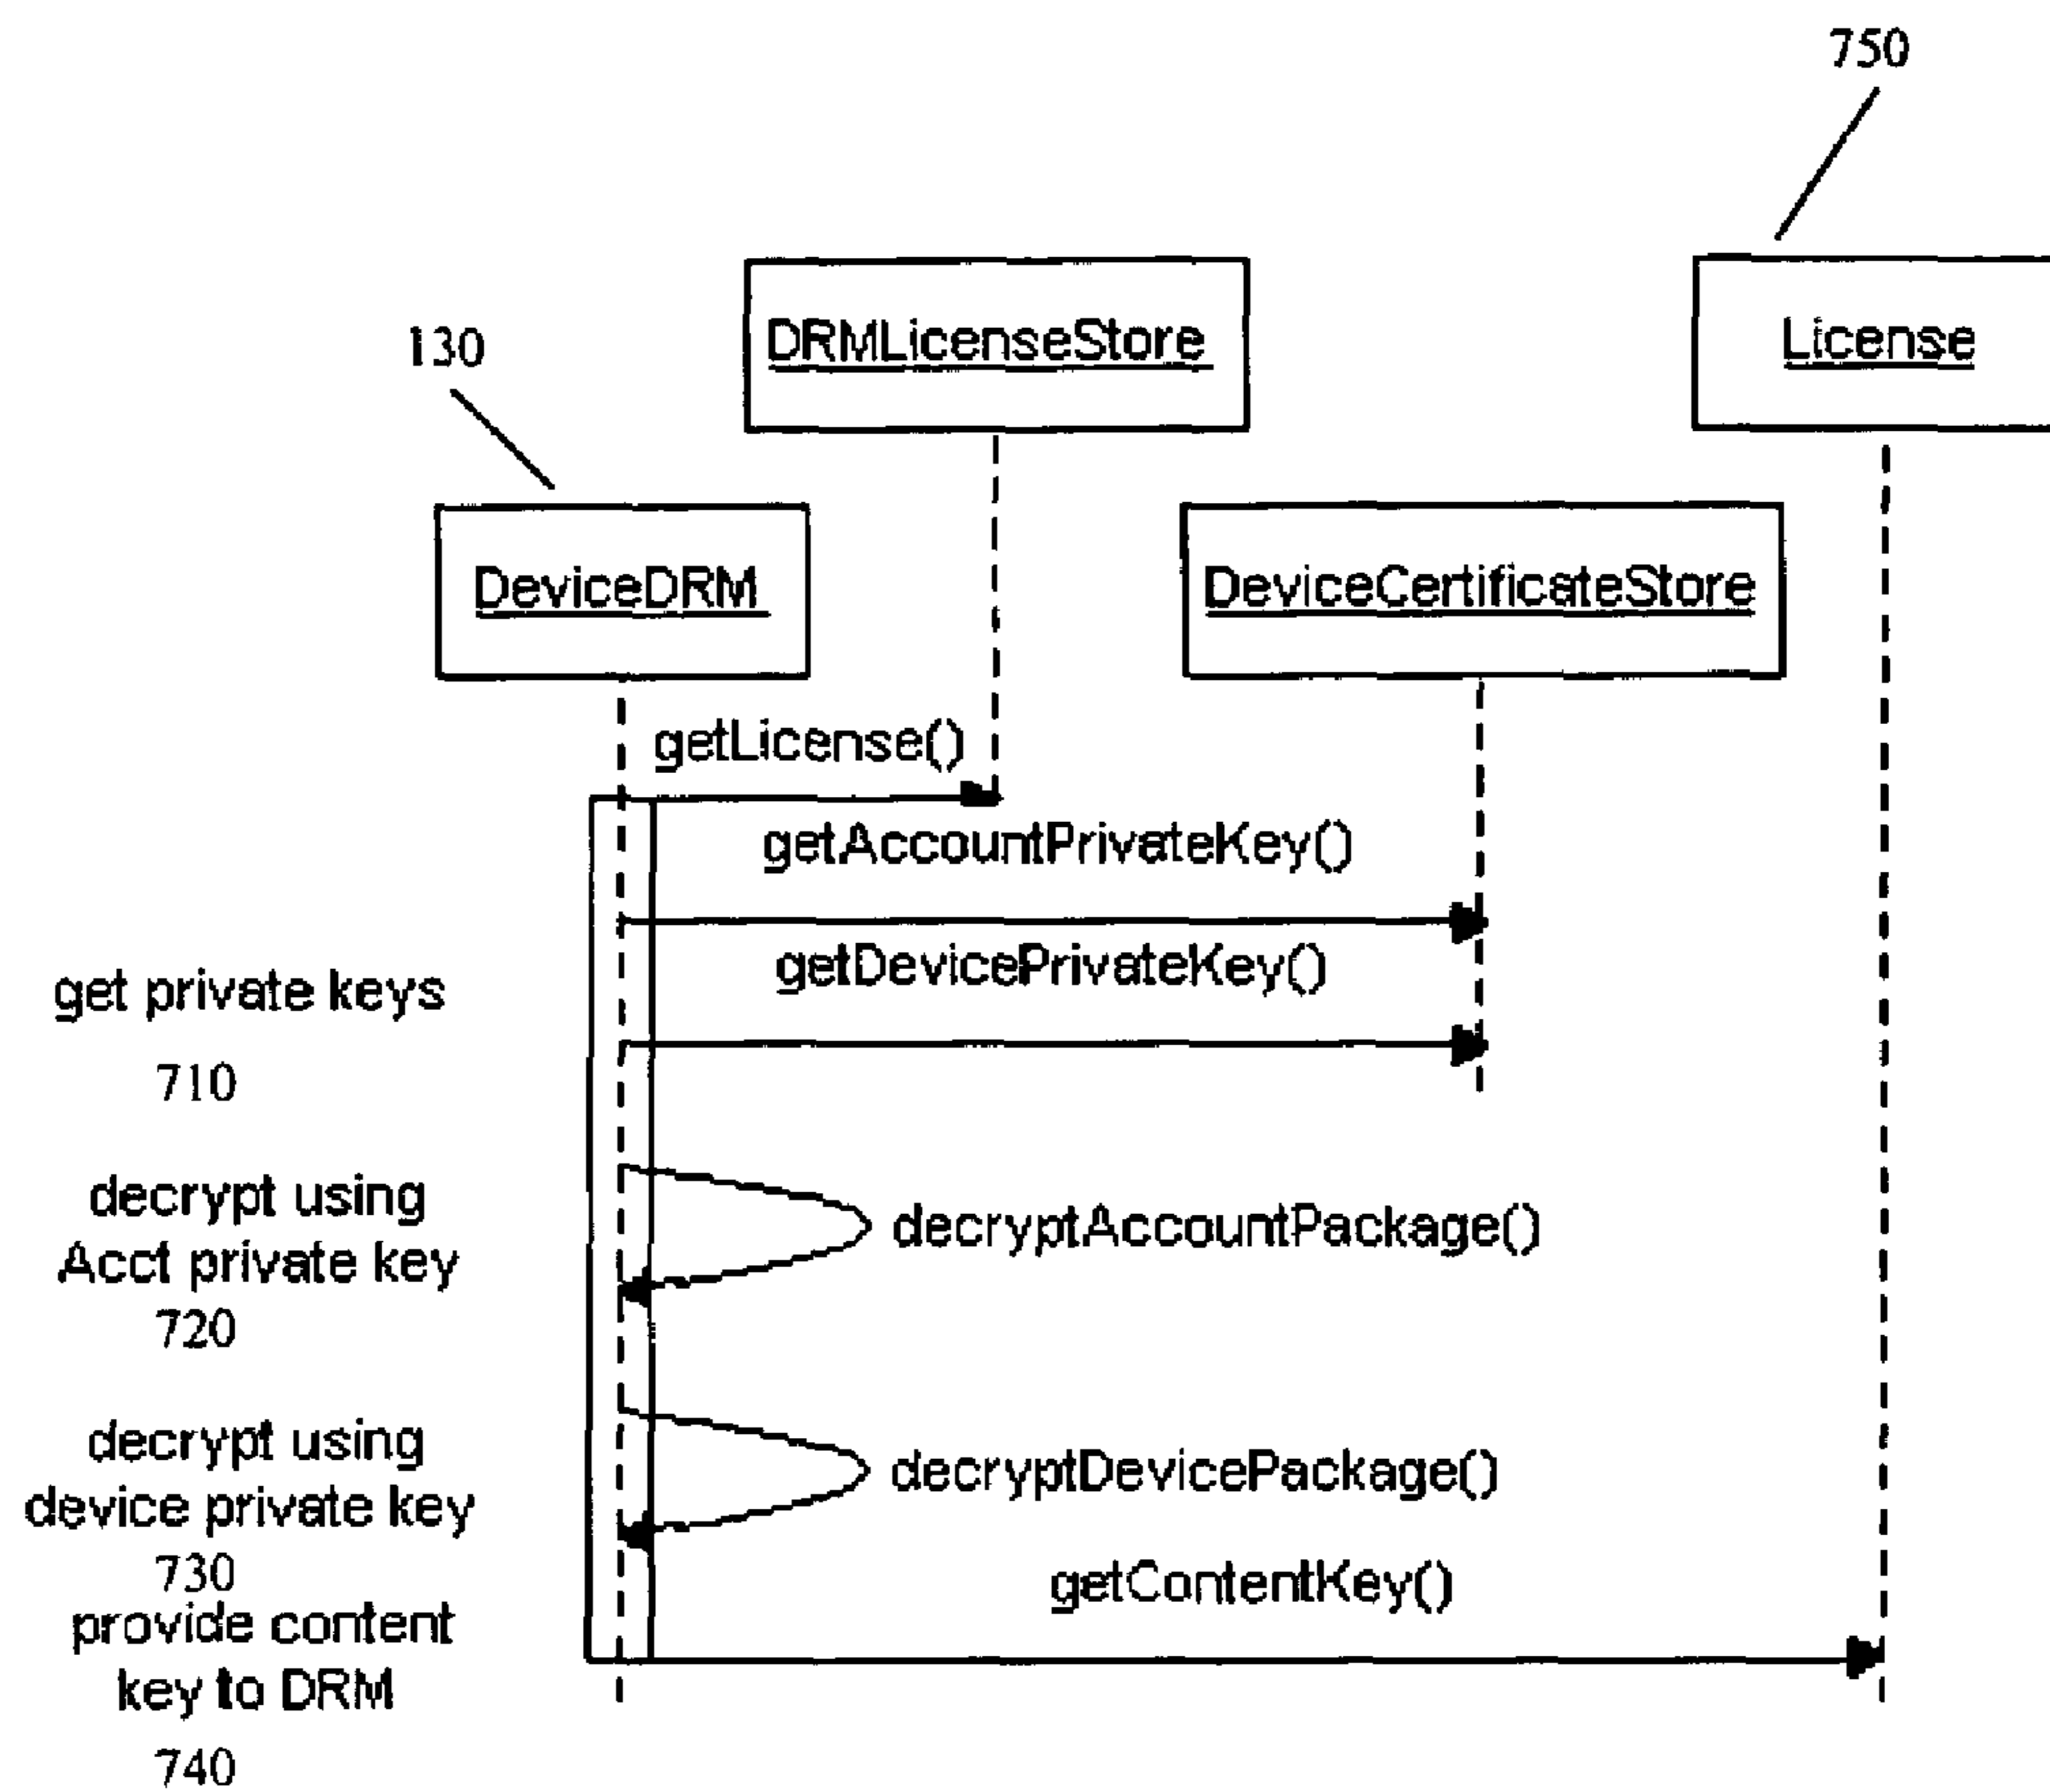 750
DRMLicenseStore
License
130
DeviceDRM
DeviceCertificateStore
getLicense()
getAccountPrivateKey()
getDevicePrivateKey()
get private keys
710
decrypt using
Acct private key
720
decryptAccountPackage()
decrypt using
device private key
730
decryptDevicePackage()
getContentKey()
provide content
key to DRM
740